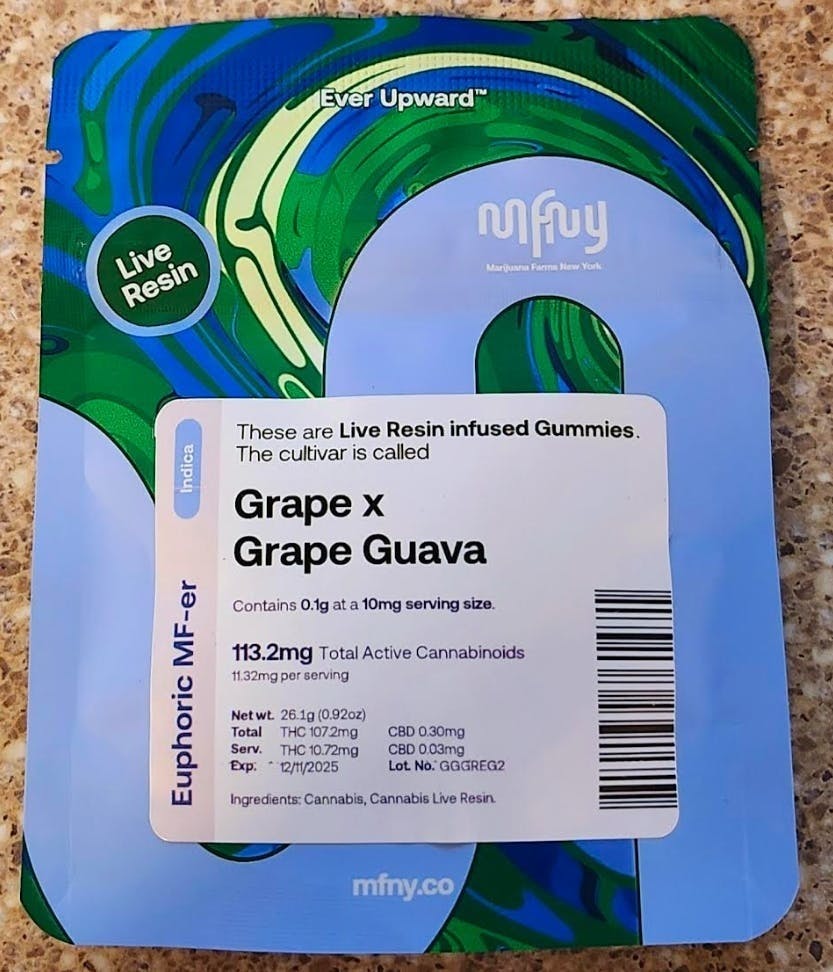 Ever Upward™
mfny
Marijuana Farms New York
Live
Resin
Indica
Euphoric MF-er
These are Live Resin infused Gummies.
The cultivar is called
Grape x
Grape Guava
Contains 0.1g at a 10mg serving size.
113.2mg Total Active Cannabinoids
11.32mg per serving
Net wt. 26.1g (0.92oz)
Total THC 107.2mg CBD 0.30mg
Serv. THC 10.72mg CBD 0.03mg
Exp. 12/11/2025 Lot. No. GGGREG2
Ingredients: Cannabis, Cannabis Live Resin.
mfny.co